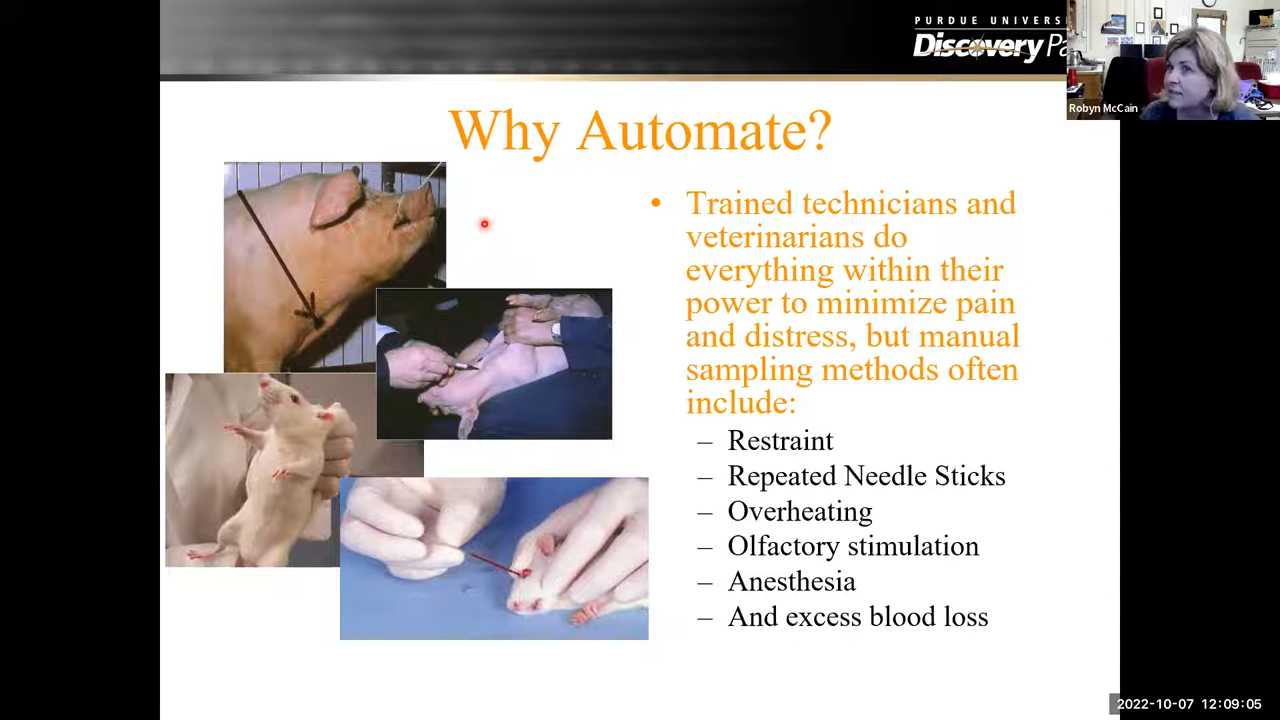 PURDUE UNIVERS
Discovery Pa
Robyn McCain
Why Automate?
• Trained technicians and
veterinarians do
everything within their
power to minimize pain
and distress, but manual
sampling methods often
include:
– Restraint
– Repeated Needle Sticks
– Overheating
– Olfactory stimulation
– Anesthesia
– And excess blood loss
2022-10-07 12:09:05